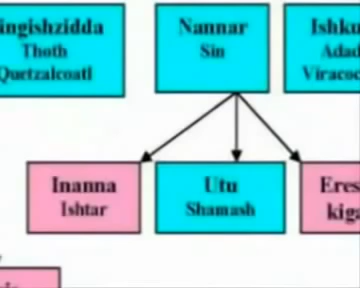 ingishzidda
Thoth
Quetzalcoatl
Nannar
Sin
Ishku
Adad
Viracoc
Inanna
Ishtar
Utu
Shamash
Eres
kiga